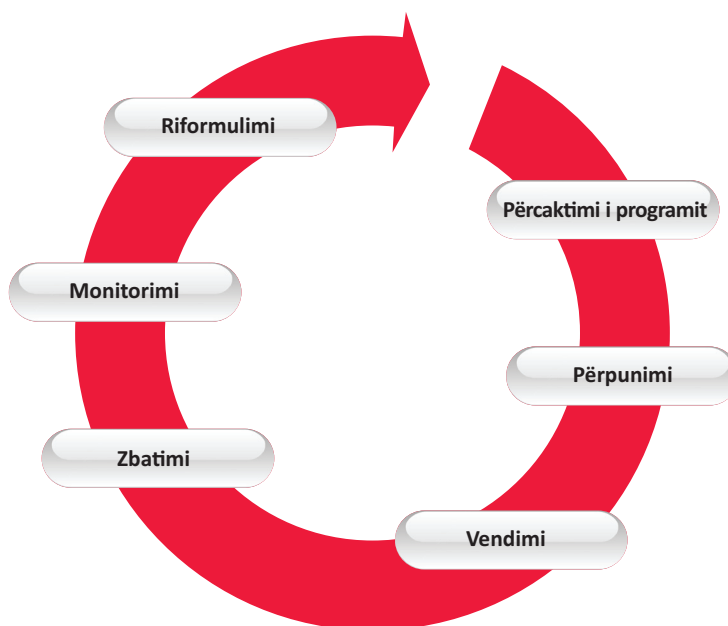 Përcaktimi i programit
Përpunimi
Vendimi
Zbatimi
Monitorimi
Riformulimi